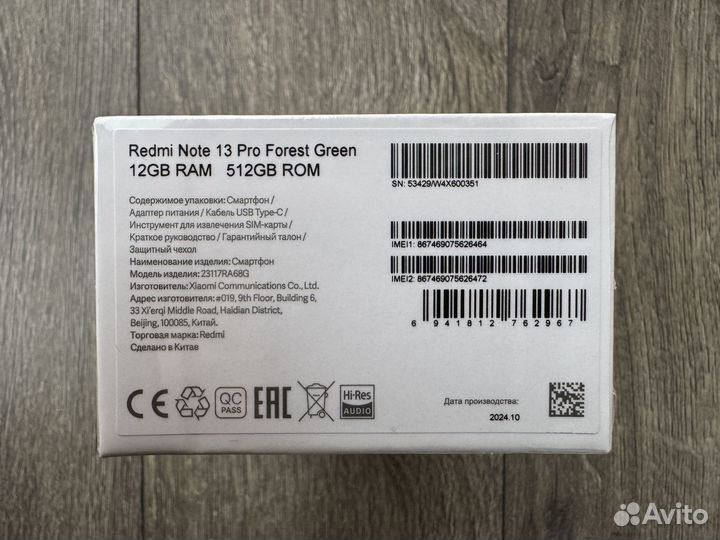 Redmi Note 13 Pro Forest Green
12GB RAM 512GB ROM
Содержимое упаковки: Смартфон /
Адаптер питания / Кабель USB Type-C /
Инструмент для извлечения SIM-карты /
Краткое руководство / Гарантийный талон /
Защитный чехол
Наименование изделия: Смартфон
Модель изделия: 23117RA68G
Изготовитель: Xiaomi Communications Co., Ltd.
Адрес изготовителя: #019, 9th Floor, Building 6,
33 Xi'erqi Middle Road, Haidian District,
Beijing, 100085, Китай.
Торговая марка: Redmi
Сделано в Китае
SN: 53429/W4X600351
IMEI1: 867469075626464
IMEI2: 867469075626472
6 941812 762967
CE
QC
PASS
EAC
Hi-Res
AUDIO
Дата производства:
2024.10
Avito